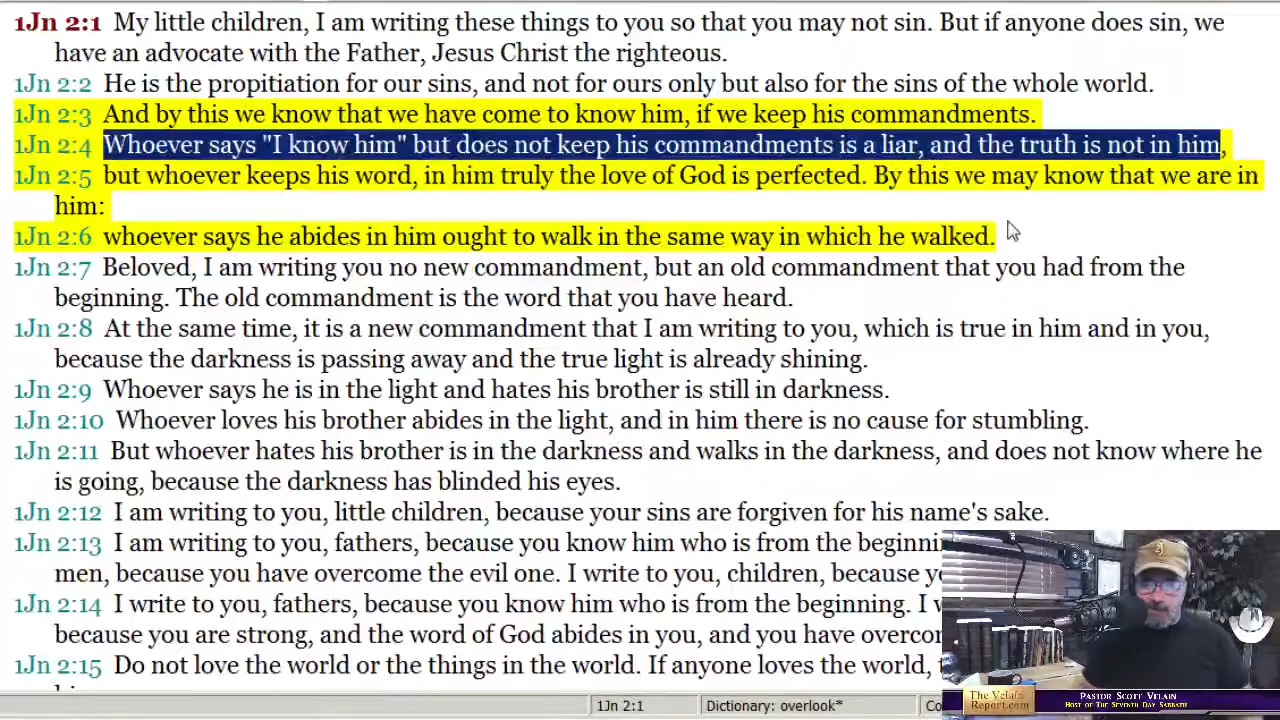 1Jn 2:1 My little children, I am writing these things to you so that you may not sin. But if anyone does sin, we
have an advocate with the Father, Jesus Christ the righteous.
1Jn 2:2 He is the propitiation for our sins, and not for ours only but also for the sins of the whole world.
1Jn 2:3 And by this we know that we have come to know him, if we keep his commandments.
1Jn 2:4 Whoever says "I know him" but does not keep his commandments is a liar, and the truth is not in him,
1Jn 2:5 but whoever keeps his word, in him truly the love of God is perfected. By this we may know that we are in
him:
1Jn 2:6 whoever says he abides in him ought to walk in the same way in which he walked.
1Jn 2:7 Beloved, I am writing you no new commandment, but an old commandment that you had from the
beginning. The old commandment is the word that you have heard.
1Jn 2:8 At the same time, it is a new commandment that I am writing to you, which is true in him and in you,
because the darkness is passing away and the true light is already shining.
1Jn 2:9 Whoever says he is in the light and hates his brother is still in darkness.
1Jn 2:10 Whoever loves his brother abides in the light, and in him there is no cause for stumbling.
1Jn 2:11 But whoever hates his brother is in the darkness and walks in the darkness, and does not know where he
is going, because the darkness has blinded his eyes.
1Jn 2:12 I am writing to you, little children, because your sins are forgiven for his name's sake.
1Jn 2:13 I am writing to you, fathers, because you know him who is from the beginni
men, because you have overcome the evil one. I write to you, children, because y
1Jn 2:14 I write to you, fathers, because you know him who is from the beginning. I
because you are strong, and the word of God abides in you, and you have overco
1Jn 2:15 Do not love the world or the things in the world. If anyone loves the world,
1Jn 2:1 Dictionary: overlook* Co
The Velain
Report.com
Pastor Scott Velain
Host of The Seventh Day Sabbath